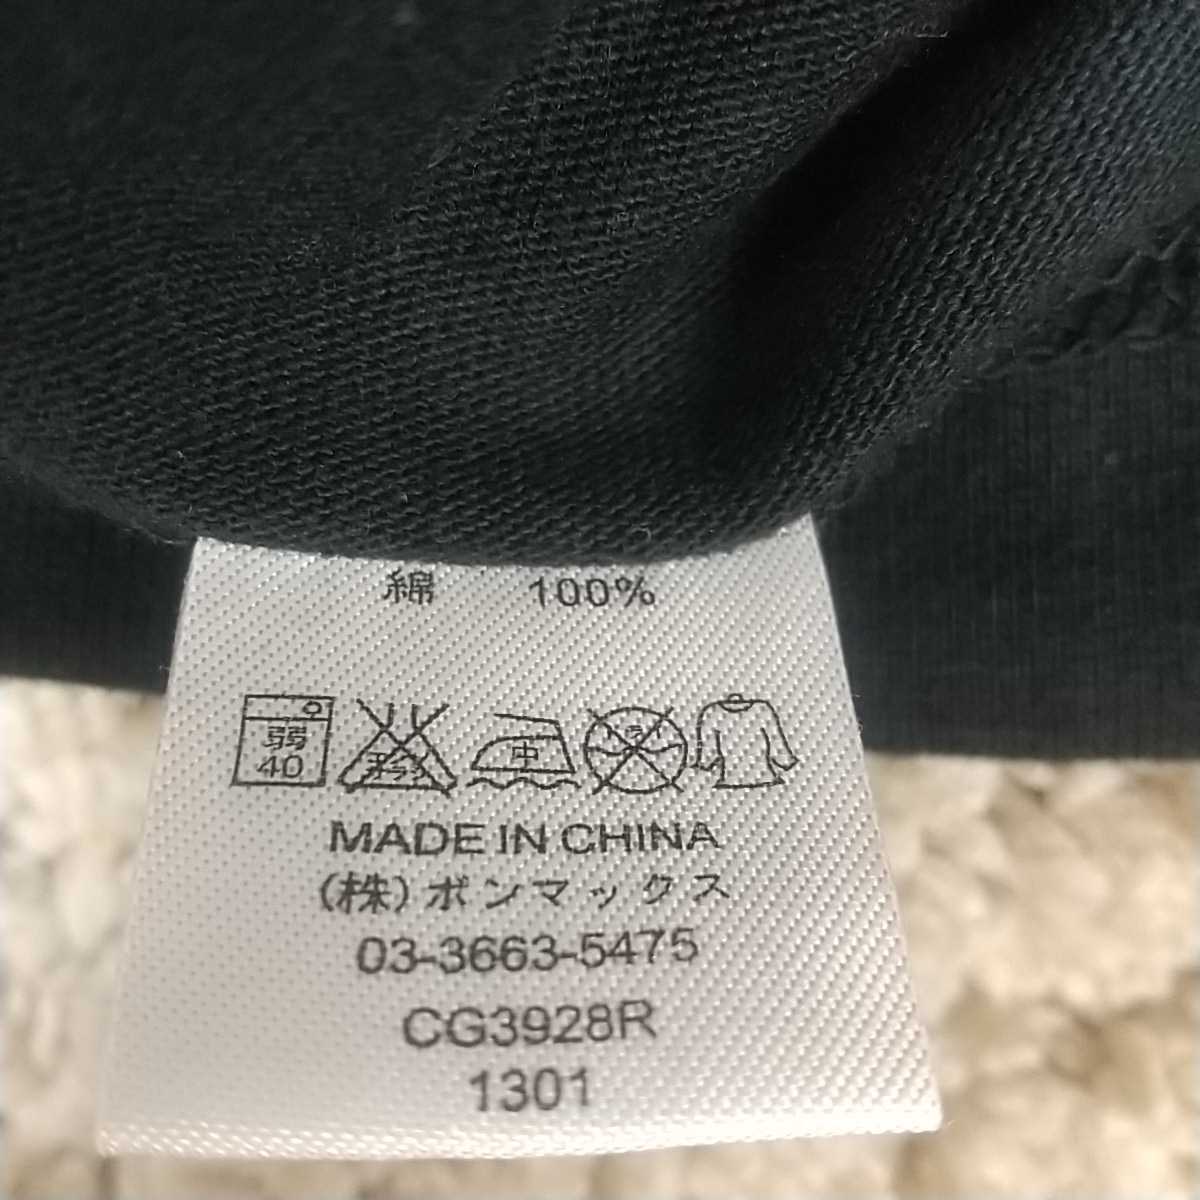 綿 100%
弱 中
40
MADE IN CHINA
(株)ボンマックス
03-3663-5475
CG3928R
1301